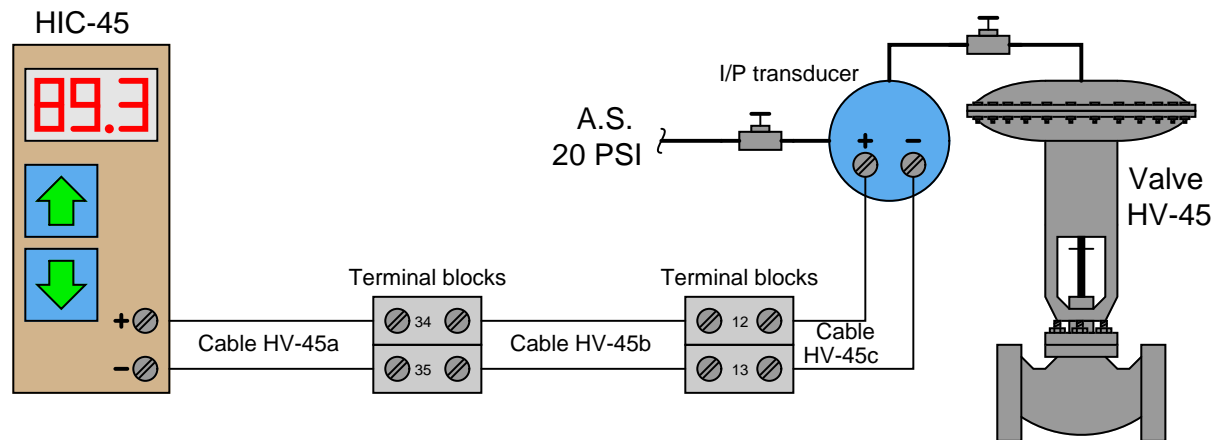 HIC-45
89.3
+
-
Cable HV-45a
Terminal blocks
34
35
Cable HV-45b
Terminal blocks
12
13
Cable
HV-45c
A.S.
20 PSI
I/P transducer
+ -
Valve
HV-45